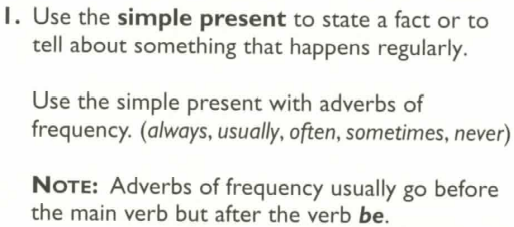 1. Use the simple present to state a fact or to
tell about something that happens regularly.
Use the simple present with adverbs of
frequency. (always, usually, often, sometimes, never)
NOTE: Adverbs of frequency usually go before
the main verb but after the verb be.